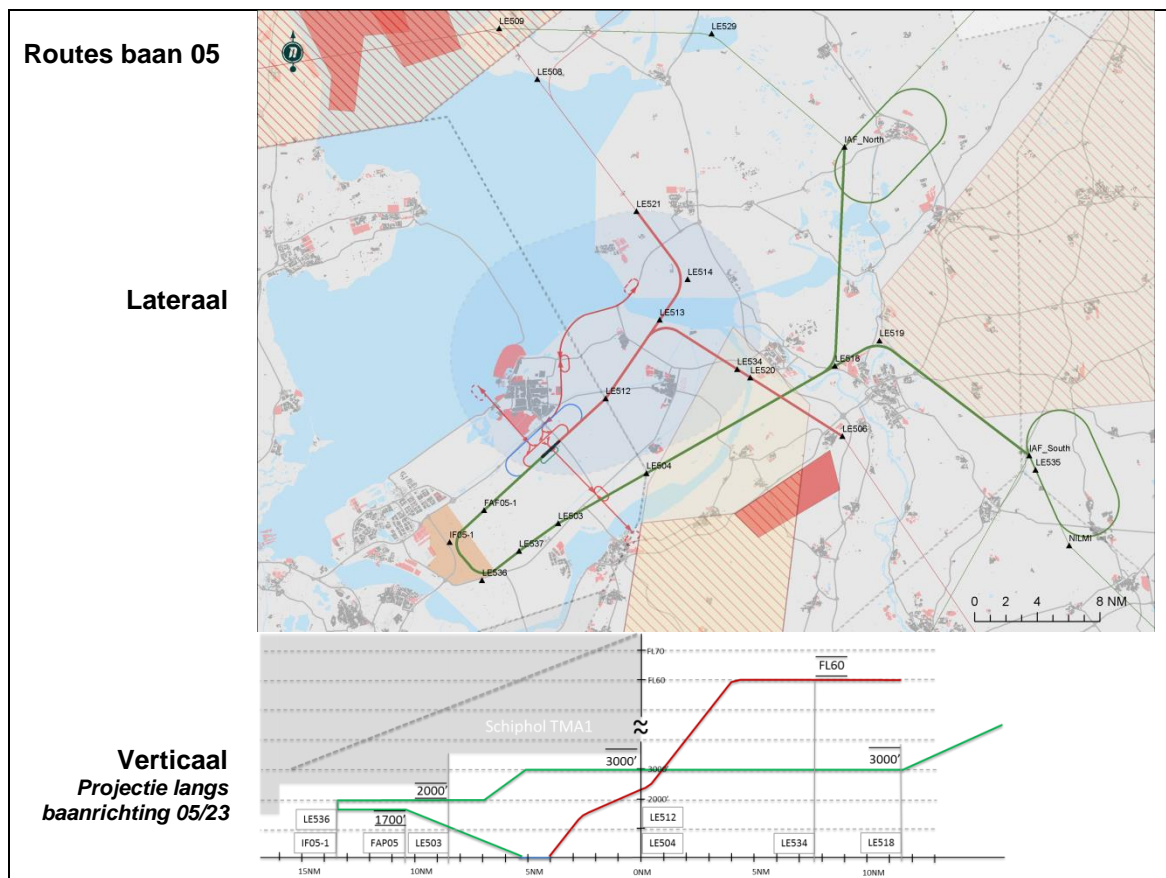 Routes baan 05
Lateraal
n
LE509
LE529
LE508
IAF_North
LE521
LE514
LE513
LE519
LE518
LE534
LE520
LE512
LE506
IAF_South
LE535
LE504
FAF05-1
LE503
IF05-1
LE537
NILMI
LE536
0 2 4 8 NM
Verticaal
Projectie langs
baanrichting 05/23
FL70
FL60
FL60
Schiphol TMA1
≈
3000'
3000'
3000'
2000'
2000'
1700'
LE536
LE512
IF05-1
FAP05
LE503
LE504
LE534
LE518
15NM
10NM
5NM
0NM
5NM
10NM